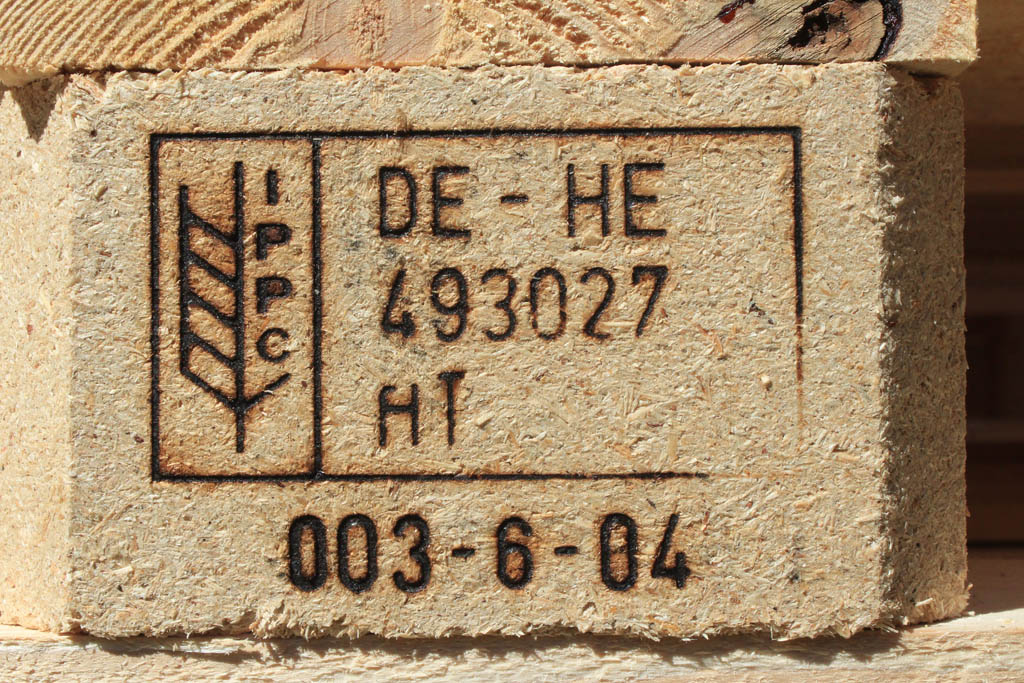 IPPC
DE - HE
493027
HT
003-6-04